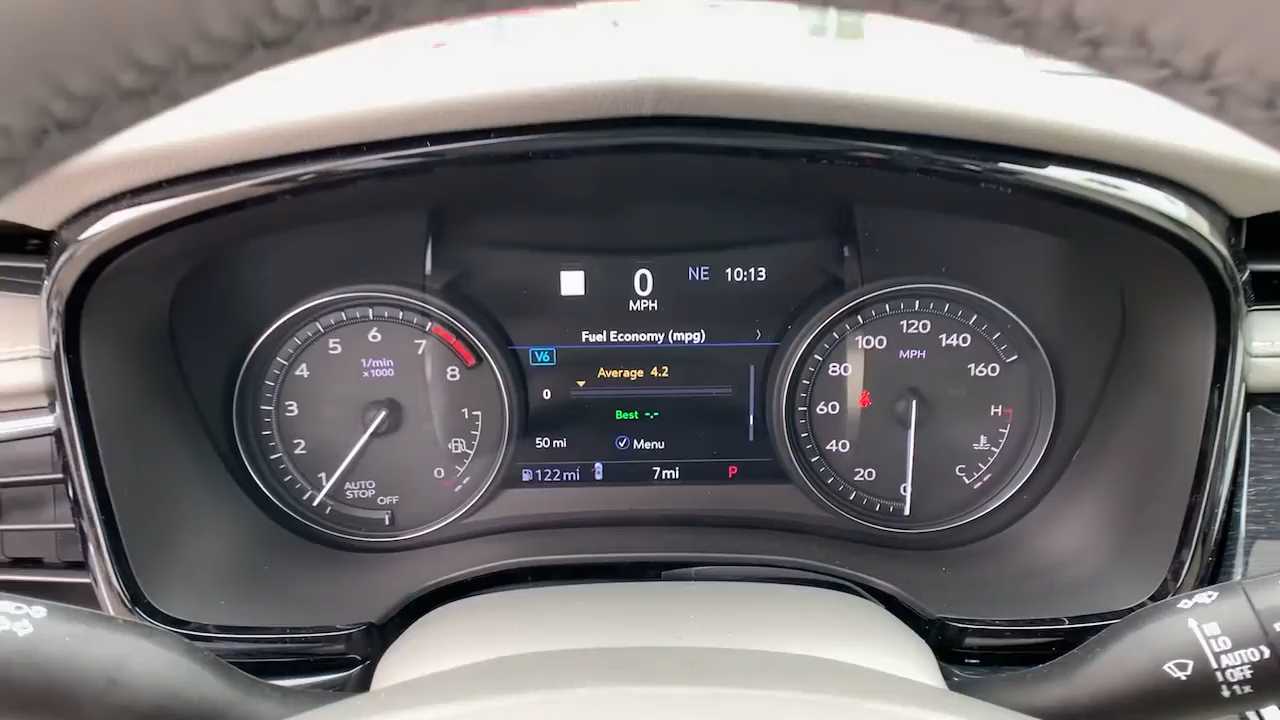 0
MPH
NE 10:13
Fuel Economy (mpg)
V6
Average 4.2
0
Best -.-
50 mi
Menu
122 mi
7 mi
P
1/min
x1000
1
2
3
4
5
6
7
8
AUTO
STOP
OFF
1
0
MPH
0
20
40
60
80
100
120
140
160
H
C
HI
LO
AUTO
OFF
1x